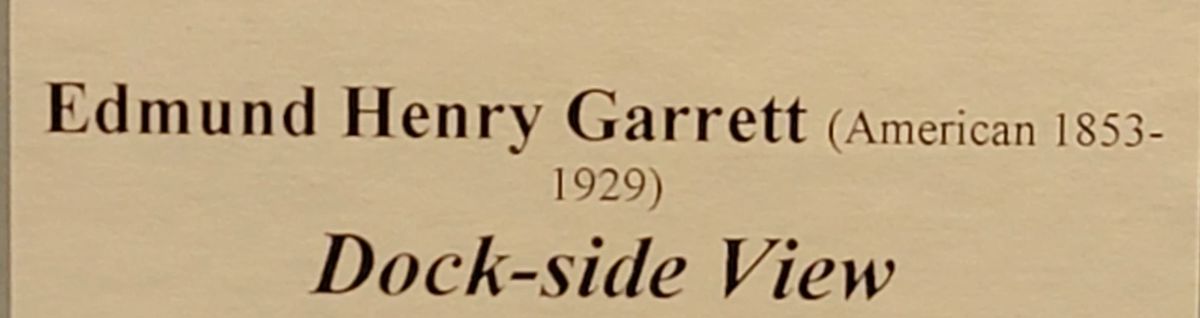 Edmund Henry Garrett (American 1853-
1929)
Dock-side View